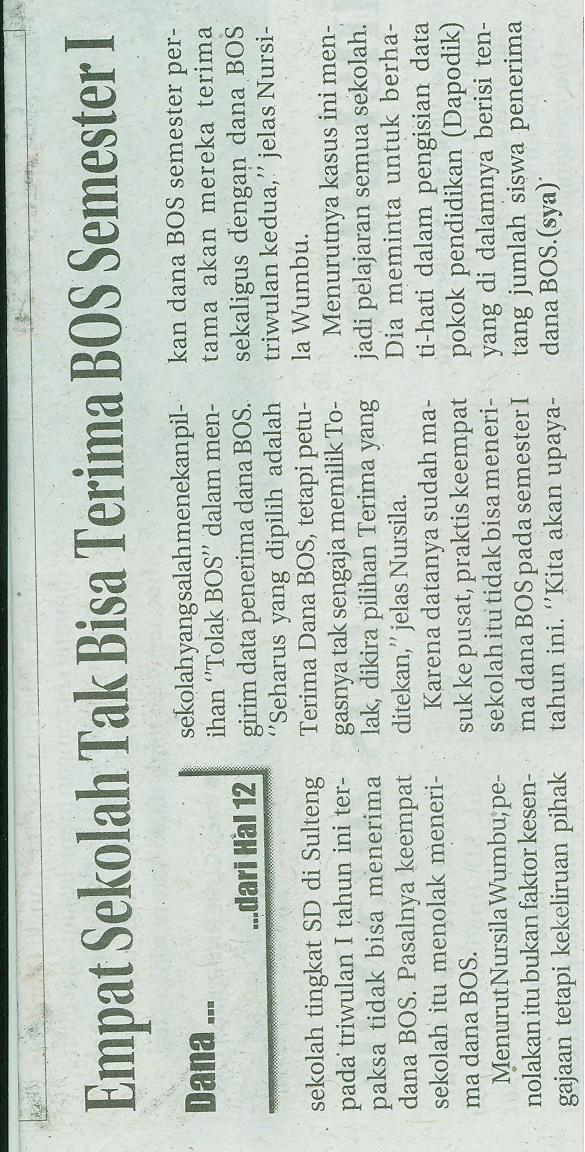 Empat Sekolah Tak Bisa Terima BOS Semester I
Dana ...
...dari Hal 12
sekolah tingkat SD di Sulteng
pada triwulan I tahun ini ter-
paksa tidak bisa menerima
dana BOS. Pasalnya keempat
sekolah itu menolak meneri-
ma dana BOS.
Menurut Nursila Wumbu, pe-
nolakan itu bukan faktor kesen-
gajaan tetapi kekeliruan pihak
sekolah yang salah menekan pil-
ihan "Tolak BOS" dalam men-
girim data penerima dana BOS.
"Seharus yang dipilih adalah
Terima Dana BOS, tetapi petu-
gasnya tak sengaja memilik To-
lak, dikira pilihan Terima yang
ditekan," jelas Nursila.
Karena datanya sudah ma-
suk ke pusat, praktis keempat
sekolah itu tidak bisa meneri-
ma dana BOS pada semester I
tahun ini. "Kita akan upaya-
kan dana BOS semester per-
tama akan mereka terima
sekaligus dengan dana BOS
triwulan kedua," jelas Nursi-
la Wumbu.
Menurutnya kasus ini men-
jadi pelajaran semua sekolah.
Dia meminta untuk berha-
ti-hati dalam pengisian data
pokok pendidikan (Dapodik)
yang di dalamnya berisi ten-
tang jumlah siswa penerima
dana BOS.(sya)